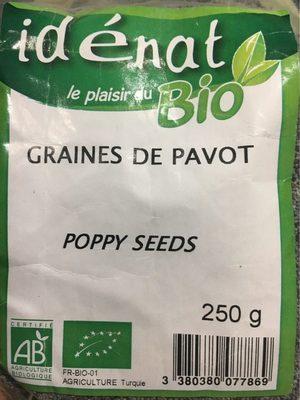 idénat
le plaisir du Bio
GRAINES DE PAVOT
POPPY SEEDS
250 g
CERTIFIÉ
AB
AGRICULTURE
BIOLOGIQUE
FR-BIO-01
AGRICULTURE Turquie
3 380380 077869